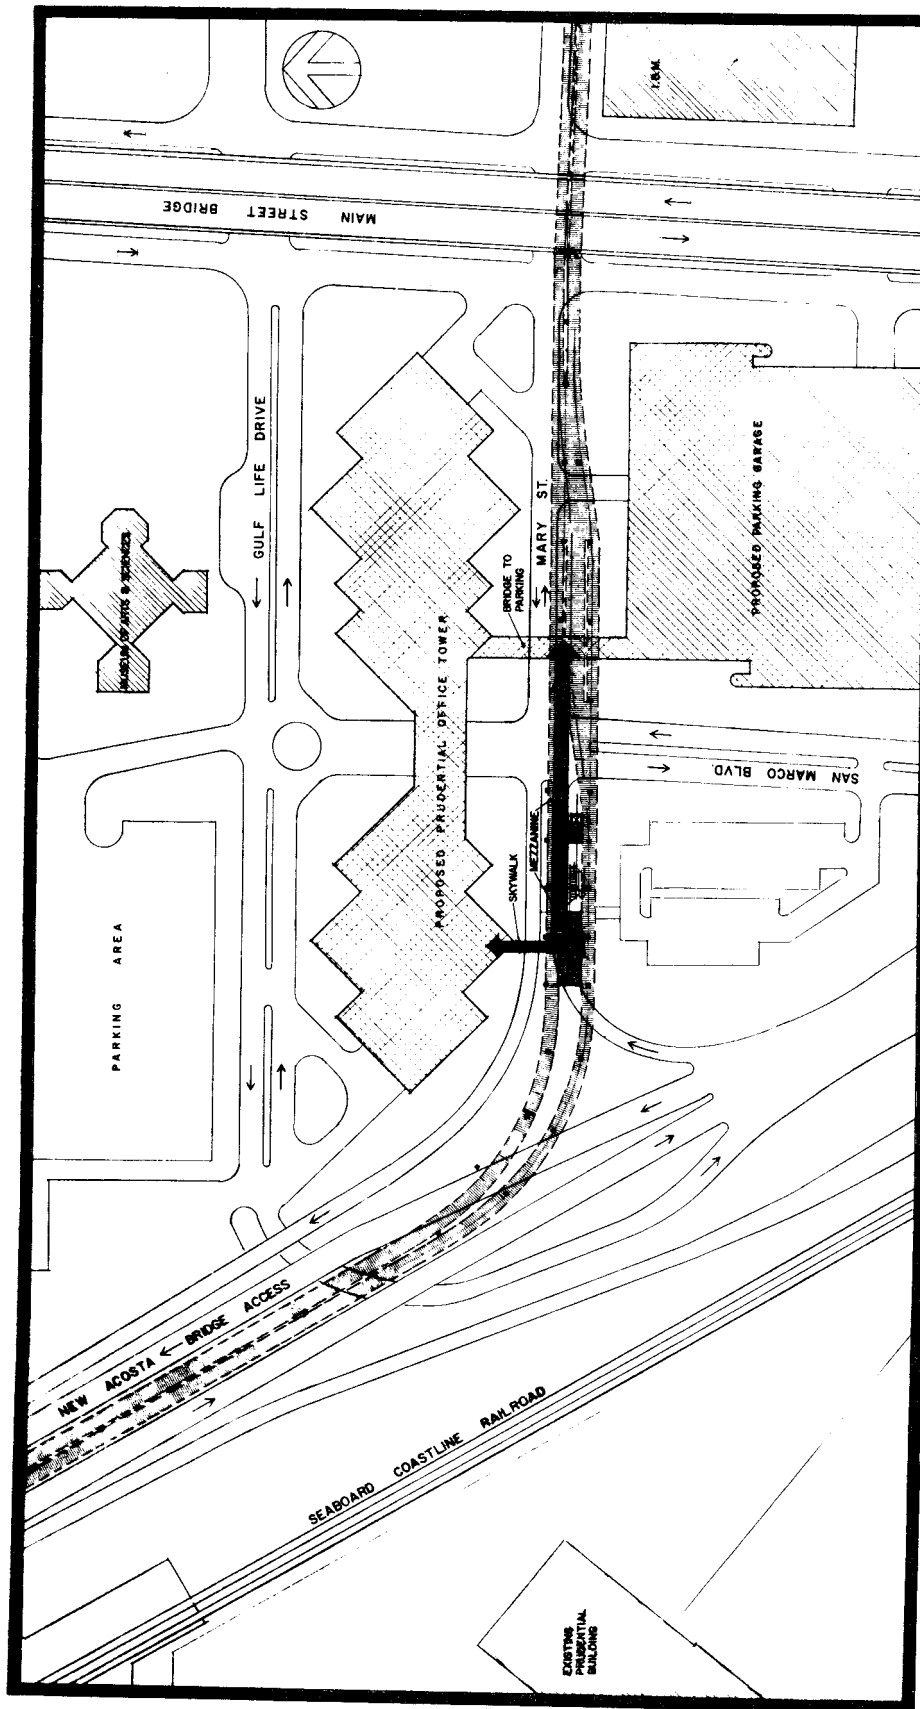 I.B.M.
MAIN STREET BRIDGE
GULF LIFE DRIVE
MUSEUM OF ARTS & SCIENCES
MARY ST.
BRIDGE TO
PARKING
PROPOSED PARKING GARAGE
PROPOSED PRUDENTIAL OFFICE TOWER
SAN MARCO BLVD.
MEZZANINE
SKYWALK
PARKING AREA
NEW ACOSTA BRIDGE ACCESS
SEABOARD COASTLINE RAILROAD
EXISTING
PRUDENTIAL
BUILDING